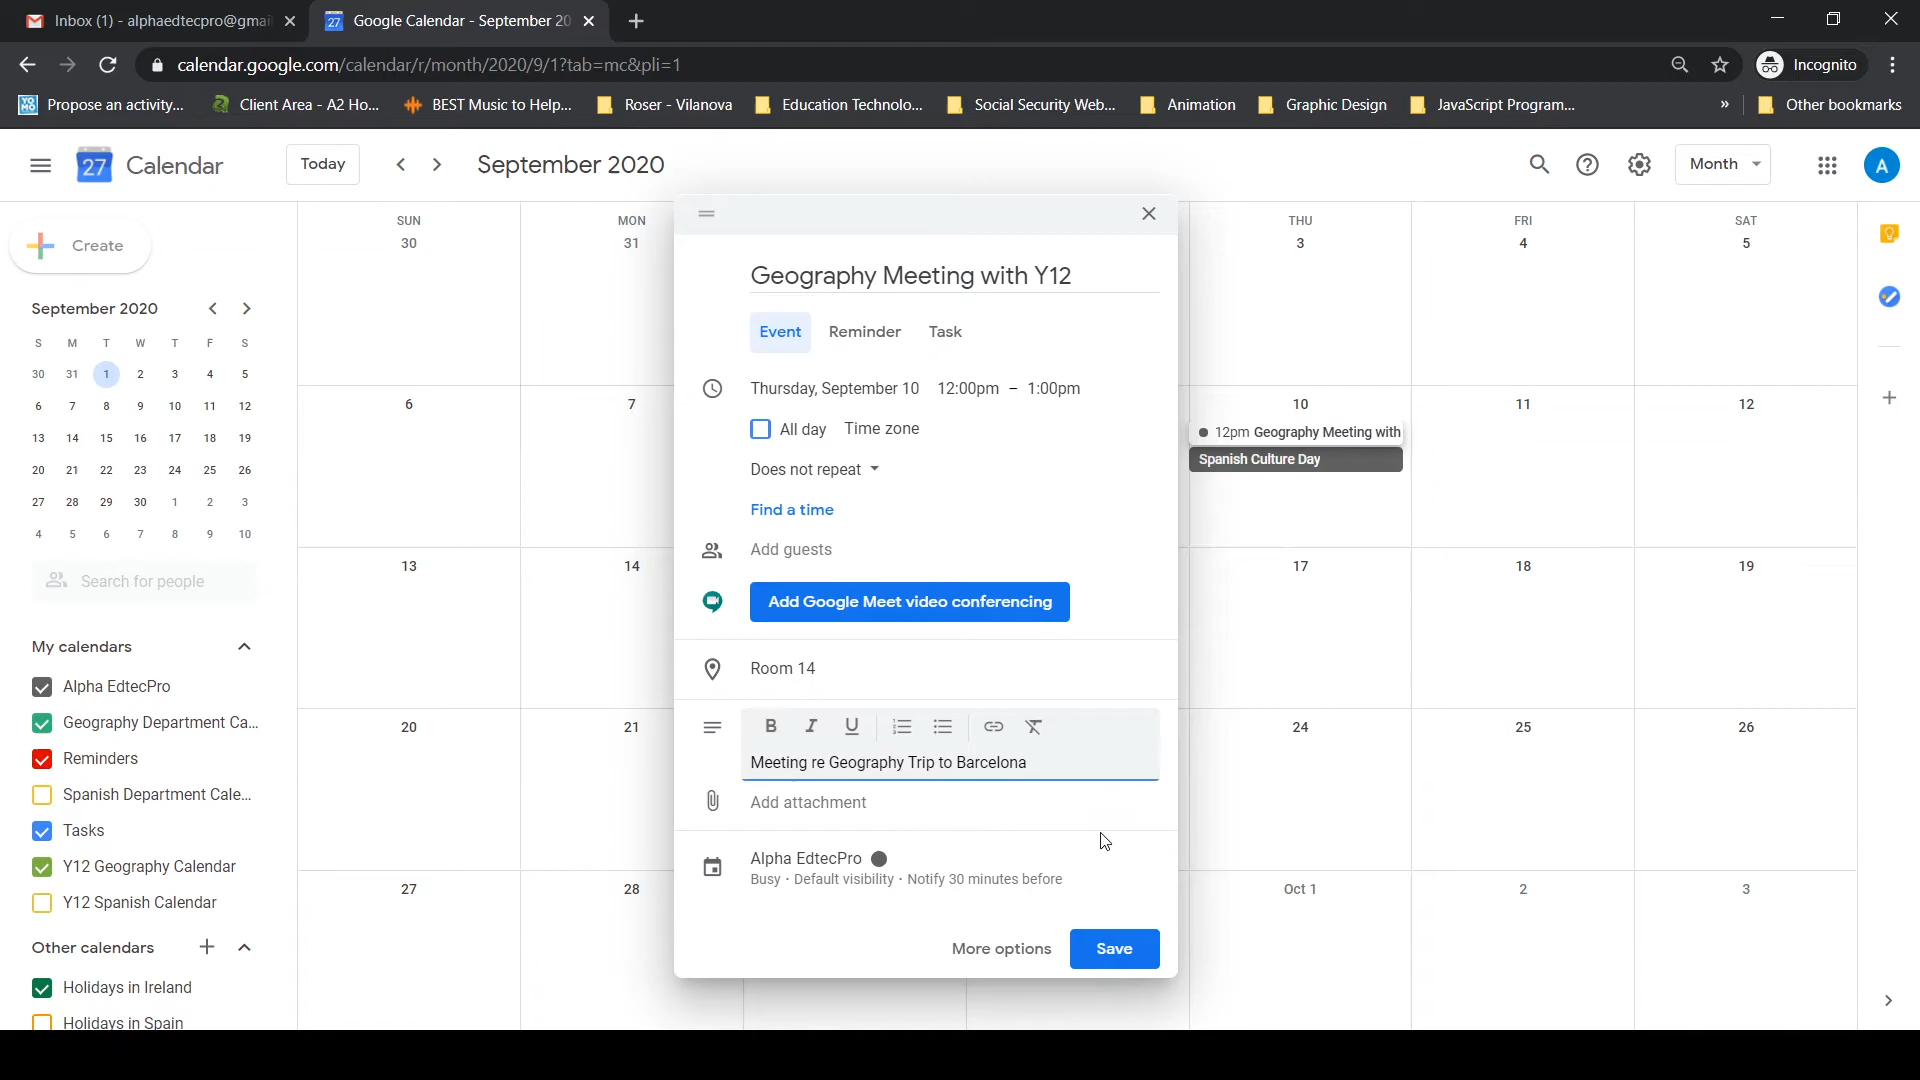 Inbox (1) - alphaedtecpro@gmai
Google Calendar - September 20
calendar.google.com/calendar/r/month/2020/9/1?tab=mc&pli=1
Incognito
Propose an activity...
Client Area - A2 Ho...
BEST Music to Help...
Roser - Vilanova
Education Technolo...
Social Security Web...
Animation
Graphic Design
JavaScript Program...
»
Other bookmarks
27
Calendar
Today
September 2020
Month
A
Create
September 2020
S M T W T F S
30 31 1 2 3 4 5
6 7 8 9 10 11 12
13 14 15 16 17 18 19
20 21 22 23 24 25 26
27 28 29 30 1 2 3
4 5 6 7 8 9 10
Search for people
My calendars
Alpha EdtecPro
Geography Department Ca...
Reminders
Spanish Department Cale...
Tasks
Y12 Geography Calendar
Y12 Spanish Calendar
Other calendars
Holidays in Ireland
Holidays in Spain
SUN MON THU FRI SAT
30 31 3 4 5
6 7 10 11 12
12pm Geography Meeting with
Spanish Culture Day
13 14 17 18 19
20 21 24 25 26
27 28 Oct 1 2 3
Geography Meeting with Y12
Event Reminder Task
Thursday, September 10 12:00pm – 1:00pm
All day Time zone
Does not repeat
Find a time
Add guests
Add Google Meet video conferencing
Room 14
B I U
Meeting re Geography Trip to Barcelona
Add attachment
Alpha EdtecPro
Busy · Default visibility · Notify 30 minutes before
More options Save